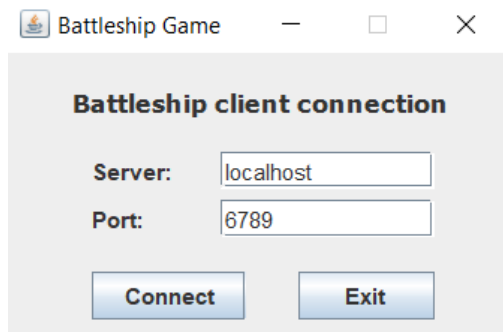 Battleship Game
Battleship client connection
Server: localhost
Port: 6789
Connect Exit